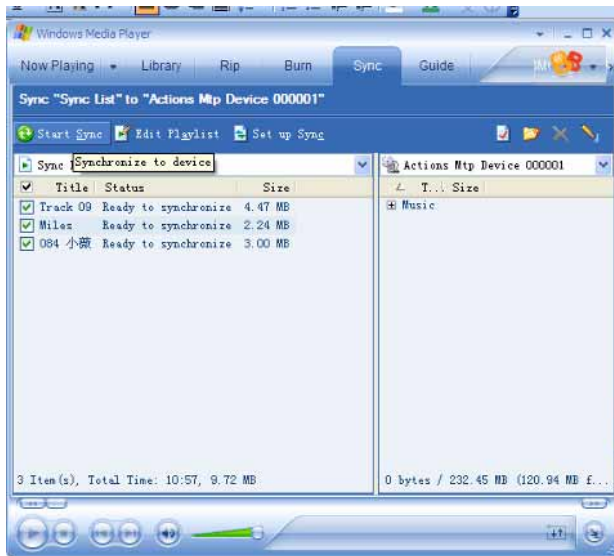 Windows Media Player
Now Playing Library Rip Burn Sync Guide
Sync "Sync List" to "Actions Mtp Device 000001"
Start Sync Edit Playlist Set up Sync
Sync Synchronize to device Actions Mtp Device 000001
Title Status Size T... Size
Track 09 Ready to synchronize 4.47 MB Music
Miles Ready to synchronize 2.24 MB
084 小薇 Ready to synchronize 3.00 MB
3 Item(s), Total Time: 10:57, 9.72 MB 0 bytes / 232.45 MB (120.94 MB f...